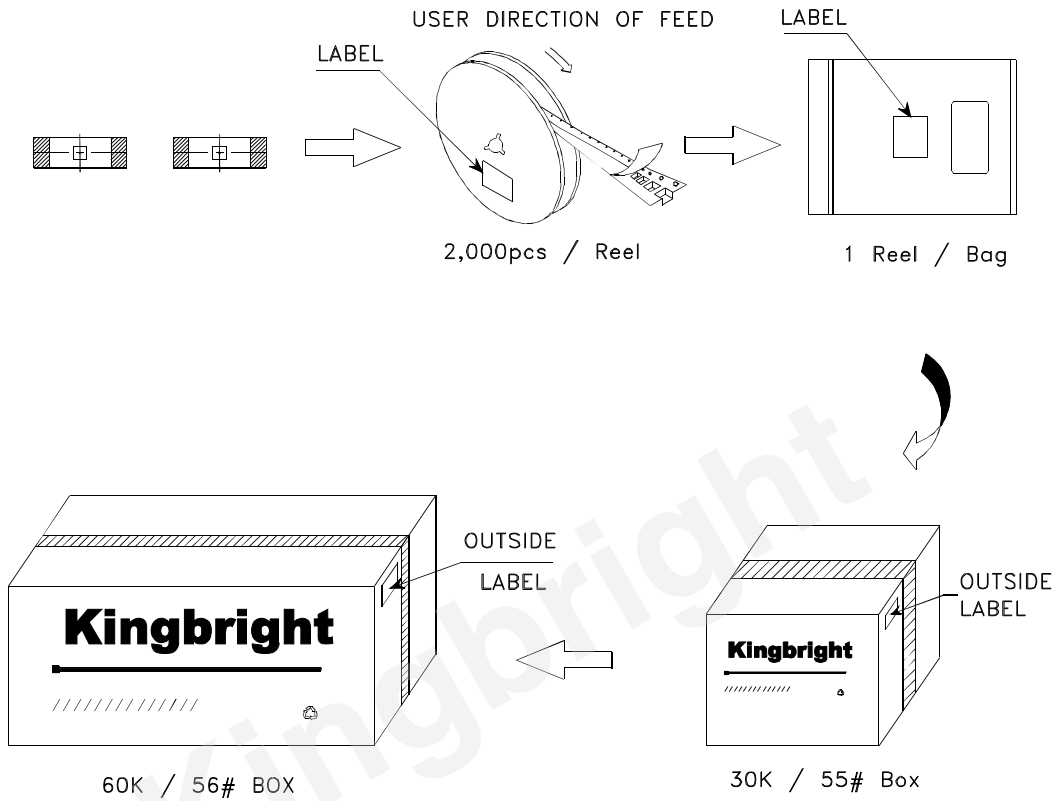 USER DIRECTION OF FEED
LABEL
LABEL
2,000pcs / Reel
1 Reel / Bag
OUTSIDE
LABEL
OUTSIDE
LABEL
Kingbright
Kingbright
60K / 56# BOX
30K / 55# Box
Kingbright